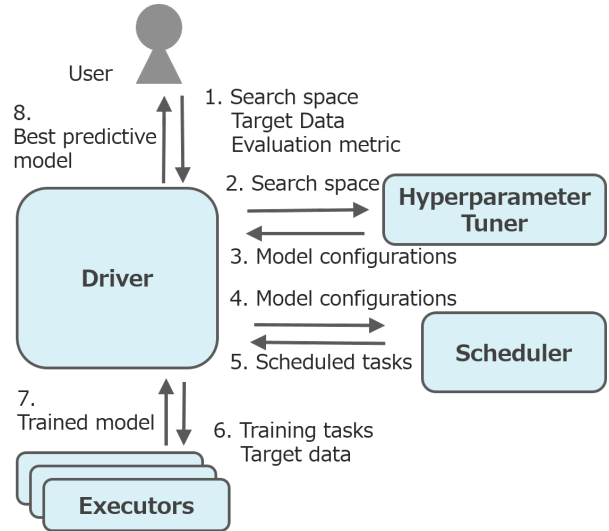 User
8.
Best predictive
model
1. Search space
Target Data
Evaluation metric
2. Search space
Hyperparameter
Tuner
3. Model configurations
Driver
4. Model configurations
Scheduler
5. Scheduled tasks
7.
Trained model
6. Training tasks
Target data
Executors